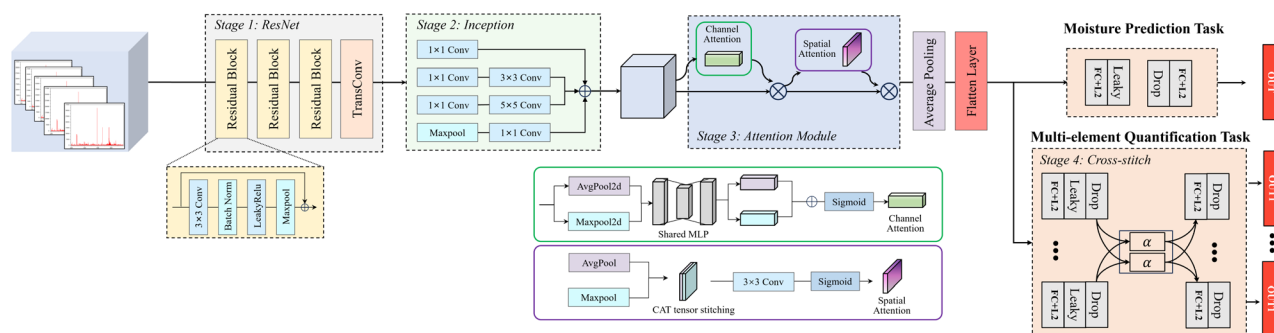 Stage 1: ResNet
Residual Block
Residual Block
Residual Block
TransConv
3×3 Conv
Batch Norm
LeakyRelu
Maxpool
Stage 2: Inception
1×1 Conv
1×1 Conv
3×3 Conv
1×1 Conv
5×5 Conv
Maxpool
1×1 Conv
Channel
Attention
Spatial
Attention
Stage 3: Attention Module
Average Pooling
Flatten Layer
AvgPool2d
Maxpool2d
Shared MLP
Sigmoid
Channel
Attention
AvgPool
Maxpool
CAT tensor stitching
3×3 Conv
Sigmoid
Spatial
Attention
Moisture Prediction Task
FC+L2
Leaky
Drop
FC+L2
Multi-element Quantification Task
Stage 4: Cross-stitch
FC+L2
Leaky
Drop
FC+L2
Drop
α
α
FC+L2
Leaky
Drop
FC+L2
Drop